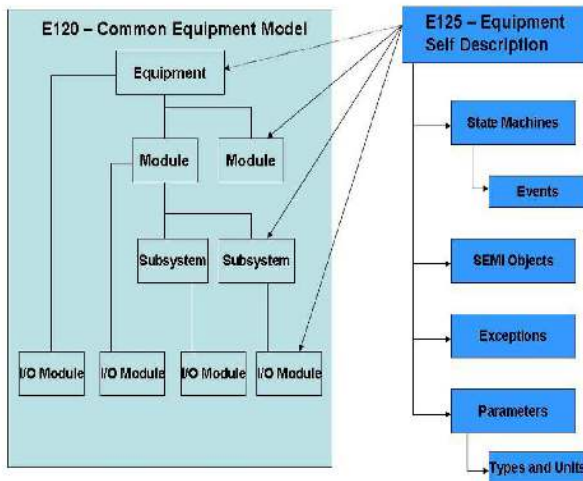 E120 – Common Equipment Model
Equipment
Module
Module
Subsystem
Subsystem
I/O Module
I/O Module
I/O Module
I/O Module
E125 – Equipment
Self Description
State Machines
Events
SEMI Objects
Exceptions
Parameters
Types and Units